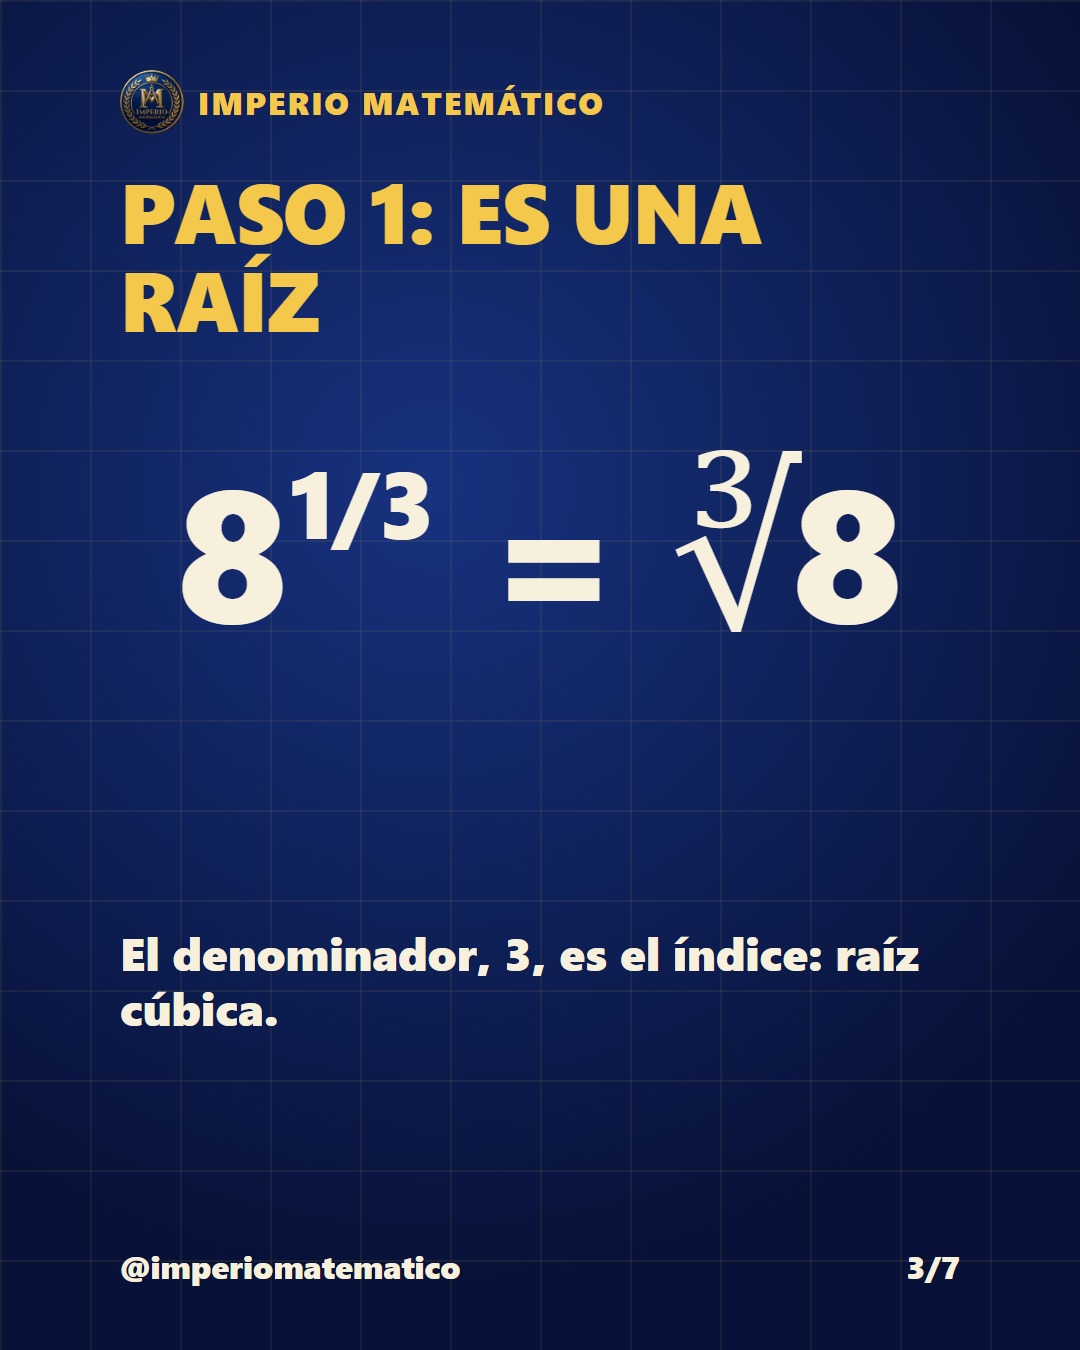 IMPERIO MATEMÁTICO
PASO 1: ES UNA
RAÍZ
8^1/3 = ∛8
El denominador, 3, es el índice: raíz
cúbica.
@imperiomatematico
3/7